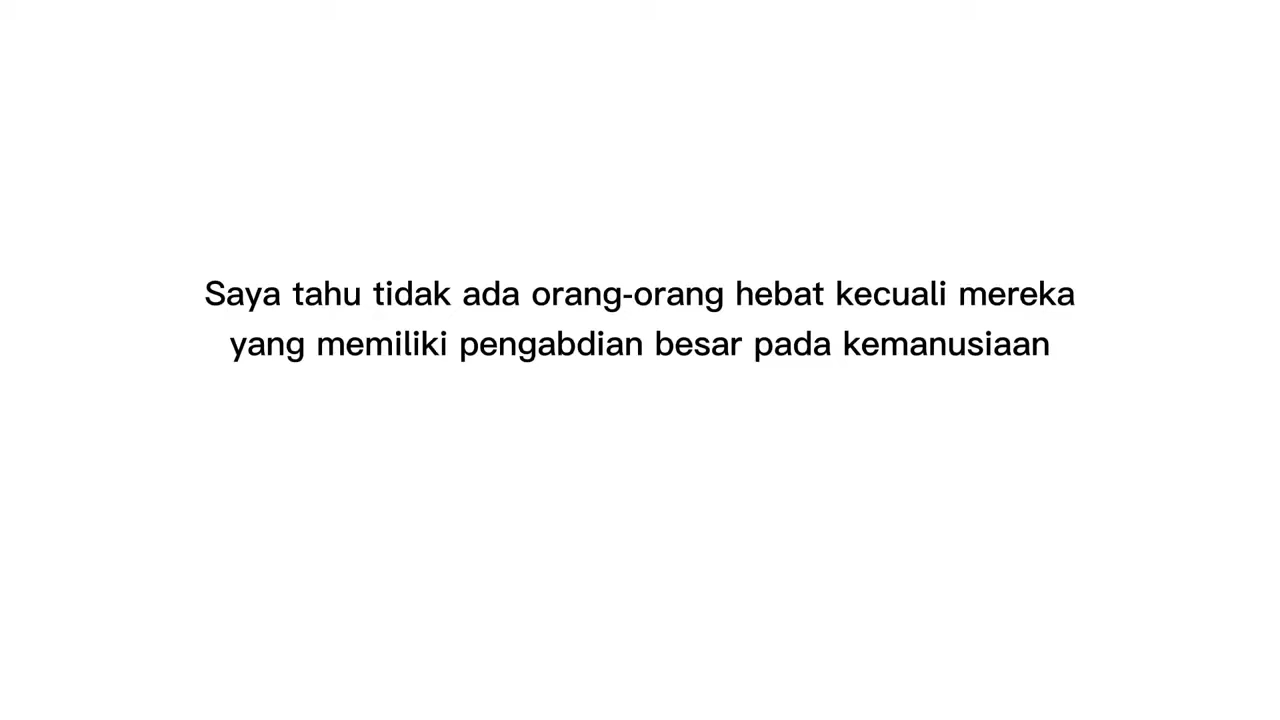 Saya tahu tidak ada orang-orang hebat kecuali mereka
yang memiliki pengabdian besar pada kemanusiaan